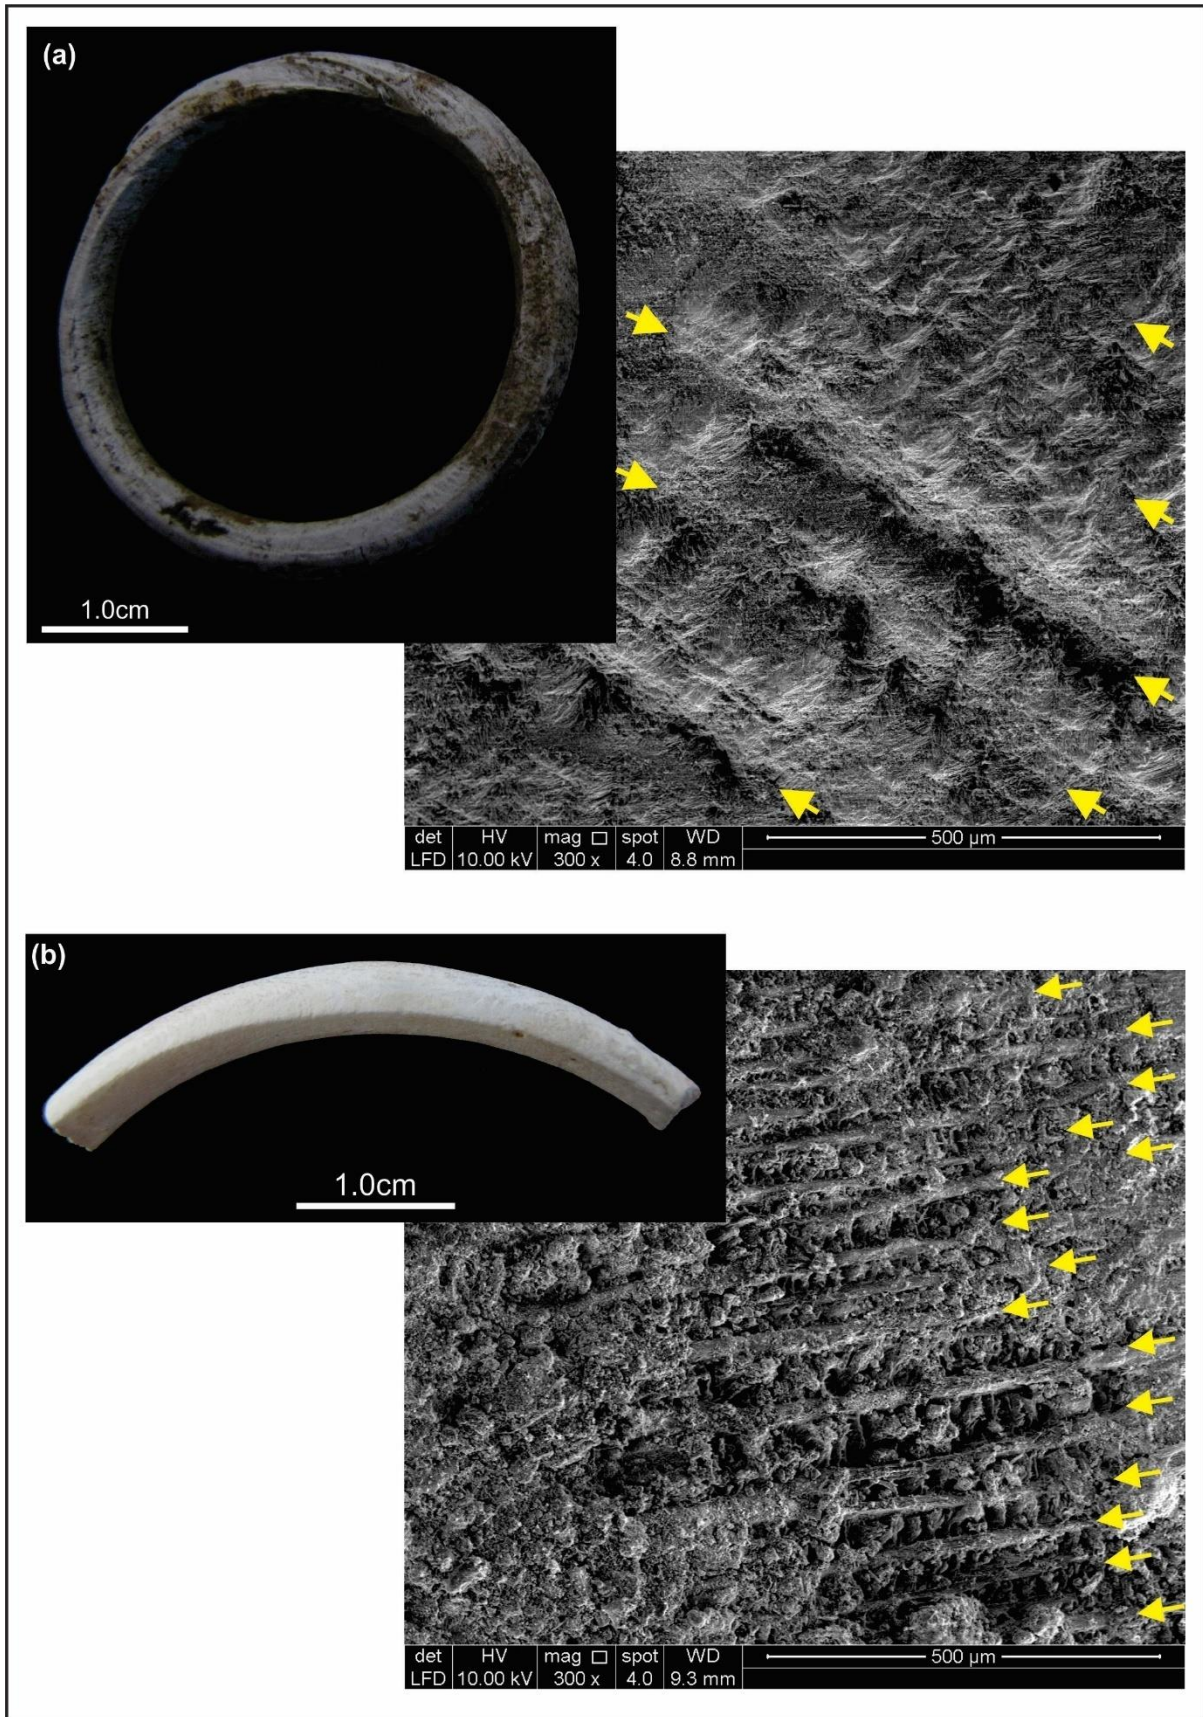 (a)
1.0cm
det HV mag spot WD 500 µm
LFD 10.00 kV 300 x 4.0 8.8 mm
(b)
1.0cm
det HV mag spot WD 500 µm
LFD 10.00 kV 300 x 4.0 9.3 mm